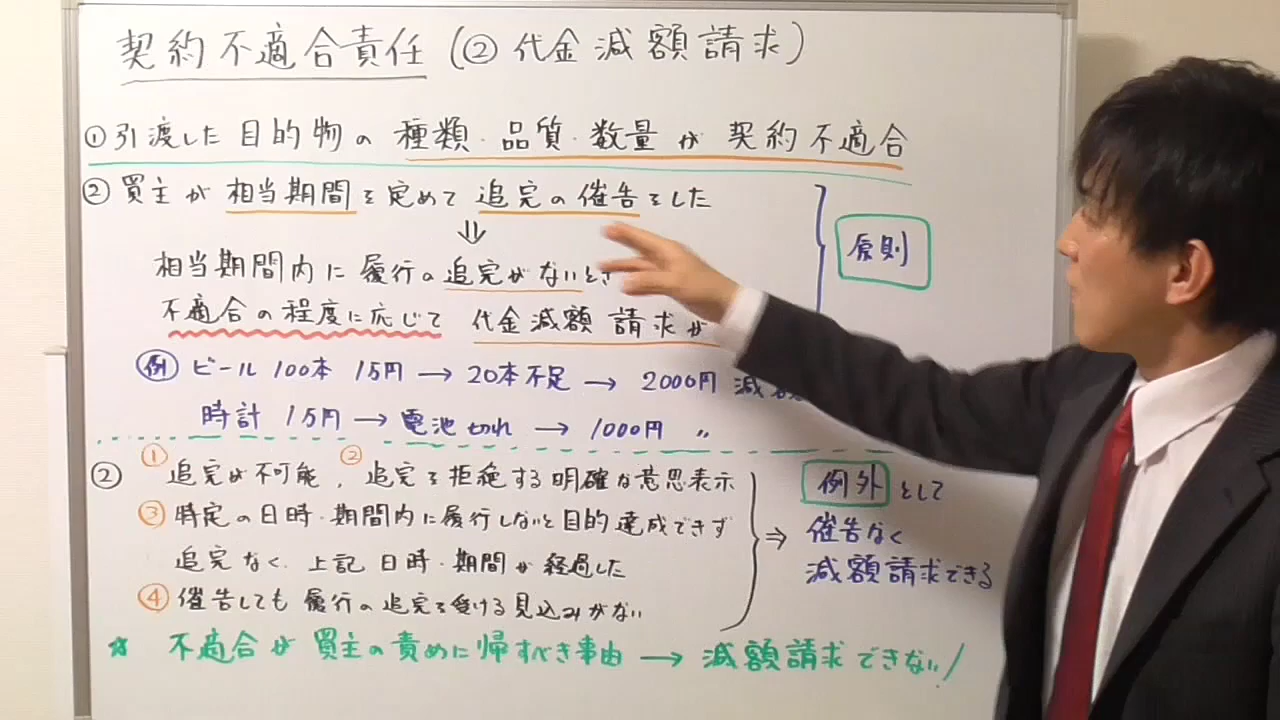 契約不適合責任(② 代金減額請求)
①引渡した目的物の種類・品質・数量が契約不適合
② 買主が相当期間を定めて追完の催告をした
原則
⇓
相当期間内に履行の追完がないとき
不適合の程度に応じて 代金減額請求が
例 ビール 100本 1万円 → 20本不足 → 2000円 減額
時計 1万円 → 電池切れ → 1000円 〃
② ① 追完が不可能, ② 追完を拒絶する明確な意思表示
③ 特定の日時・期間内に履行しないと目的達成できず
追完なく、上記 日時・期間が経過した
④ 催告しても履行の追完を受ける見込みがない
⇒ 例外として
催告なく
減額請求できる
☆ 不適合が買主の責めに帰すべき事由 → 減額請求できない!